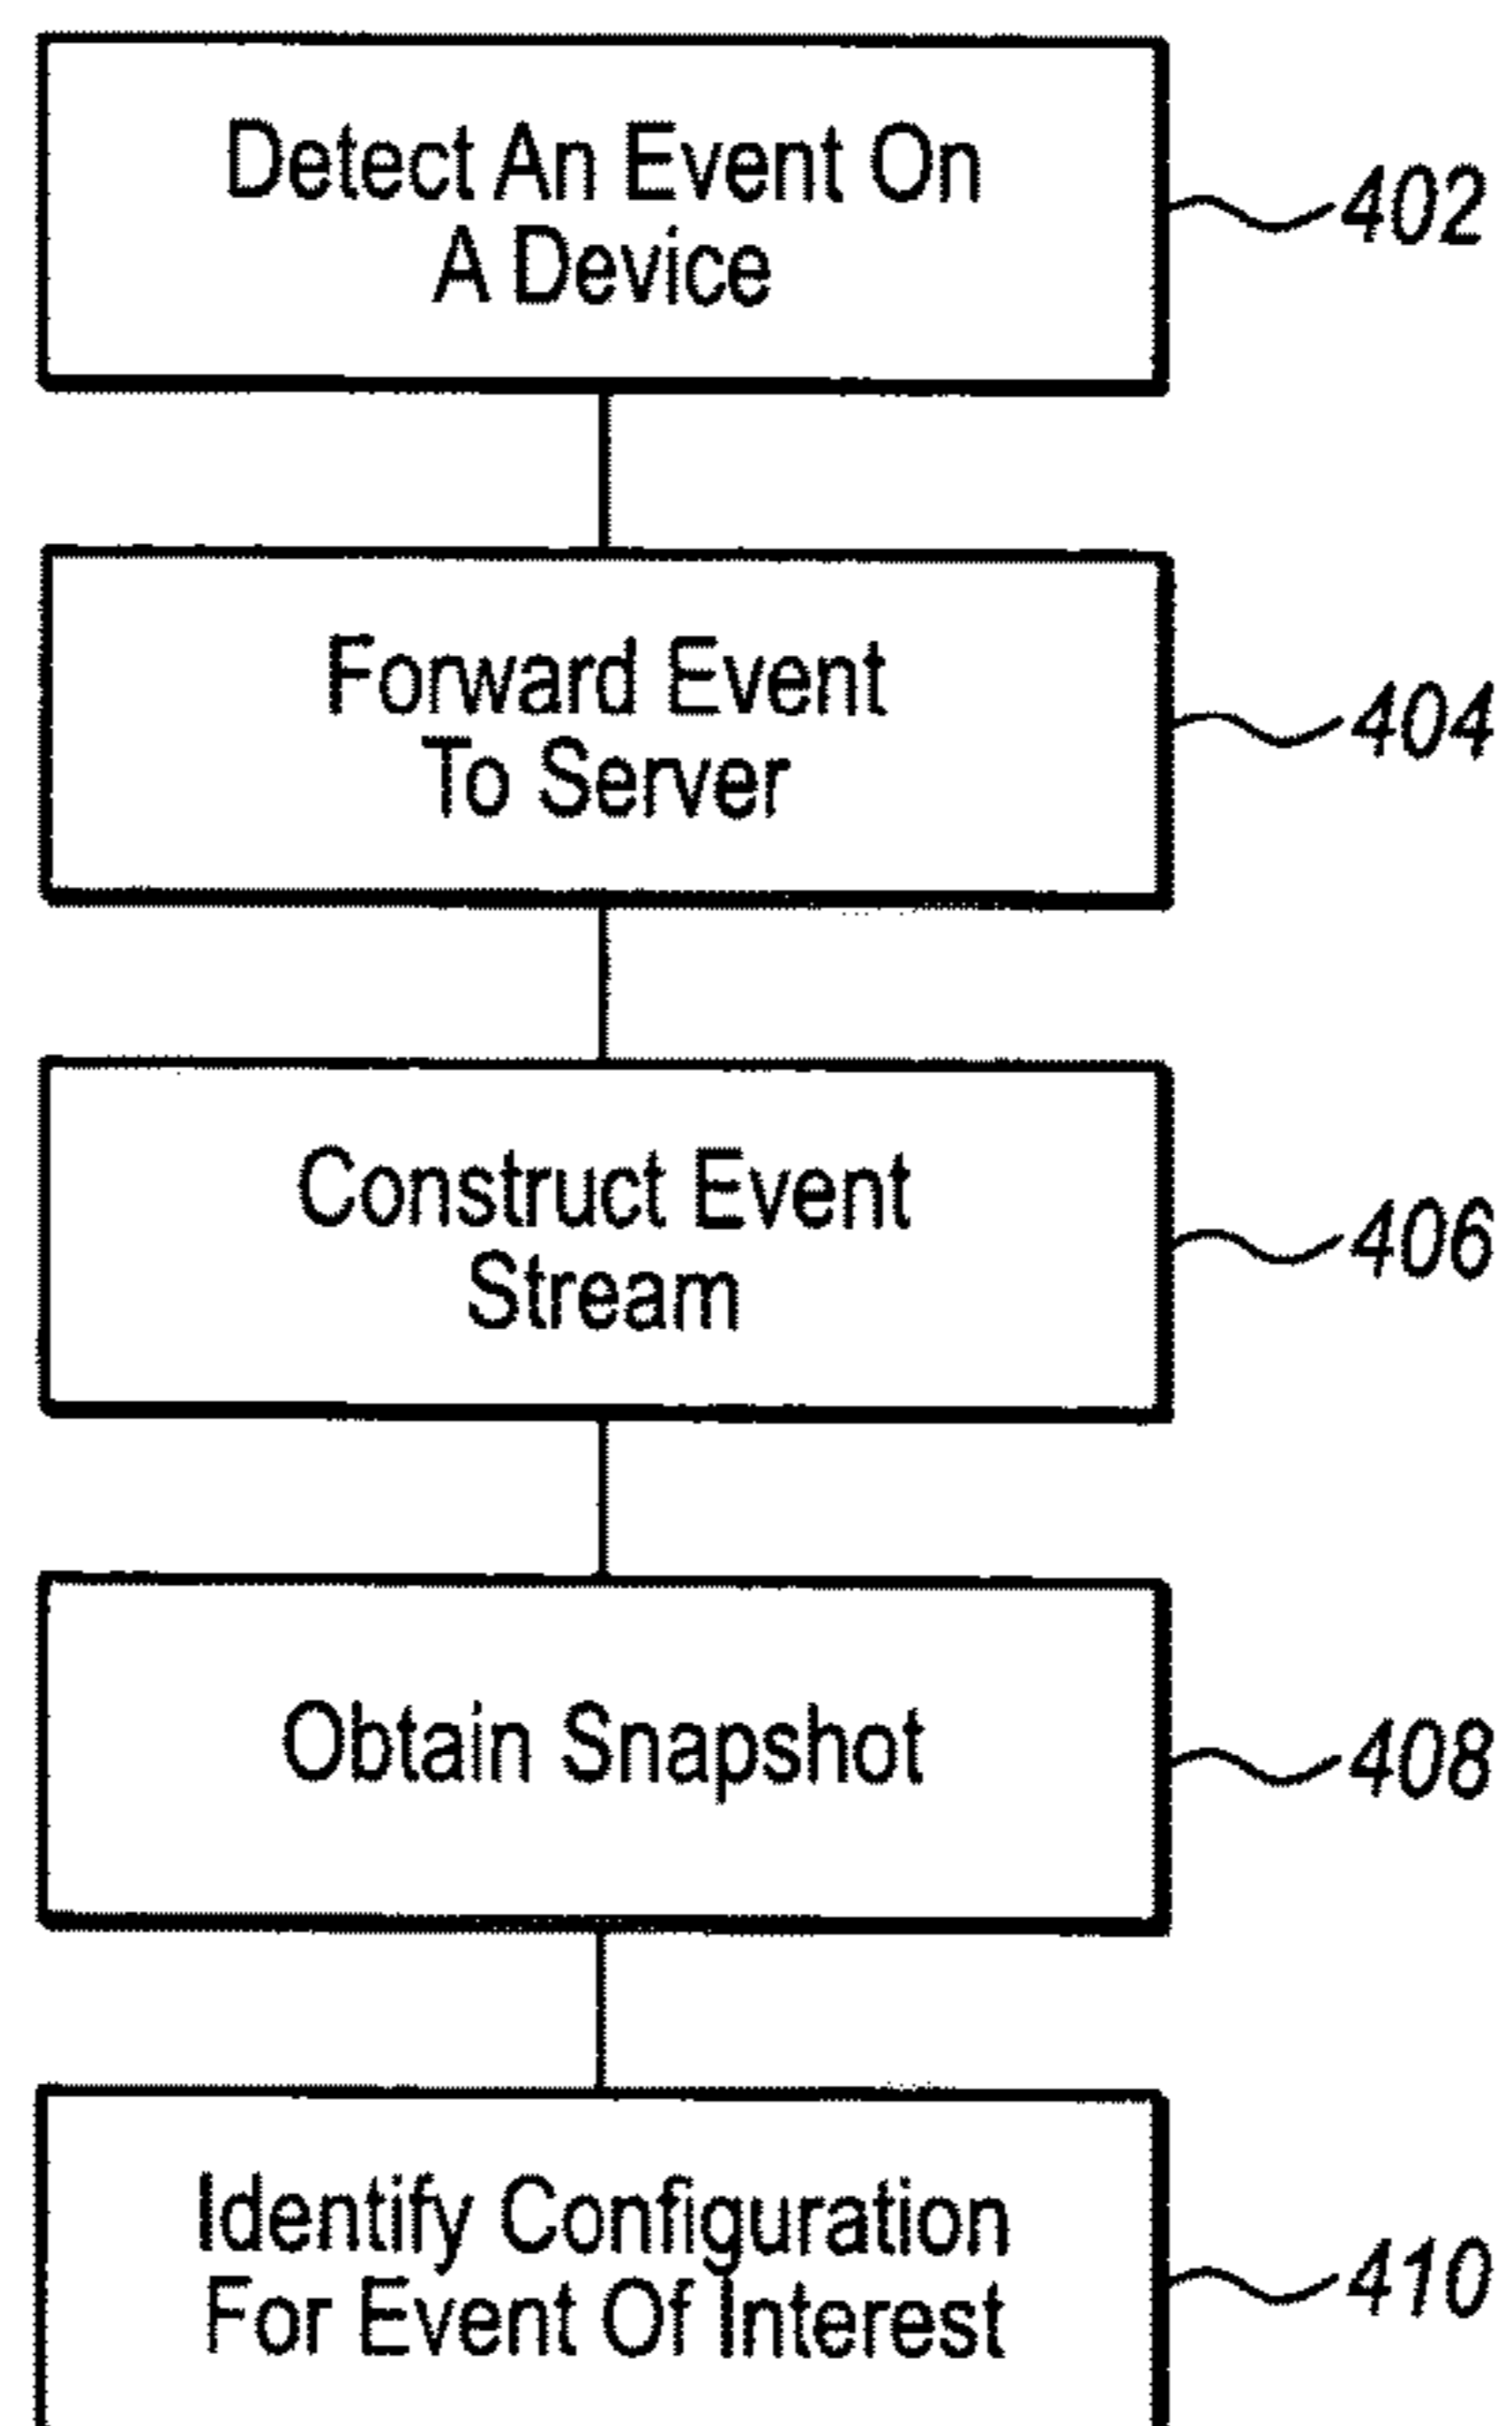 Detect An Event On
A Device
402
Forward Event
To Server
404
Construct Event
Stream
406
Obtain Snapshot
408
Identify Configuration
For Event Of Interest
410